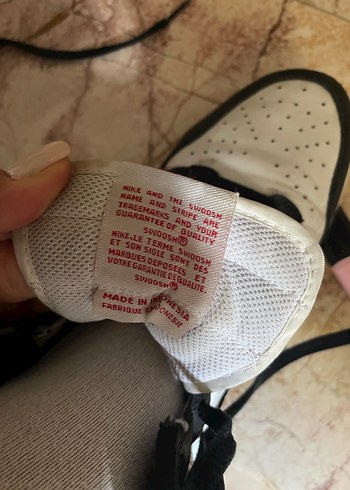 NIKE AND THE SWOOSH
NAME AND STRIPE ARE
TRADEMARKS AND YOUR
GUARANTEE OF QUALITY
SWOOSH®
NIKE, LE TERME SWOOSH
ET SON SIGLE SONT DES
MARQUES DEPOSEES ET
VOTRE GARANTIE DE QUALITE.
SWOOSH®
MADE IN
FABRIQUE